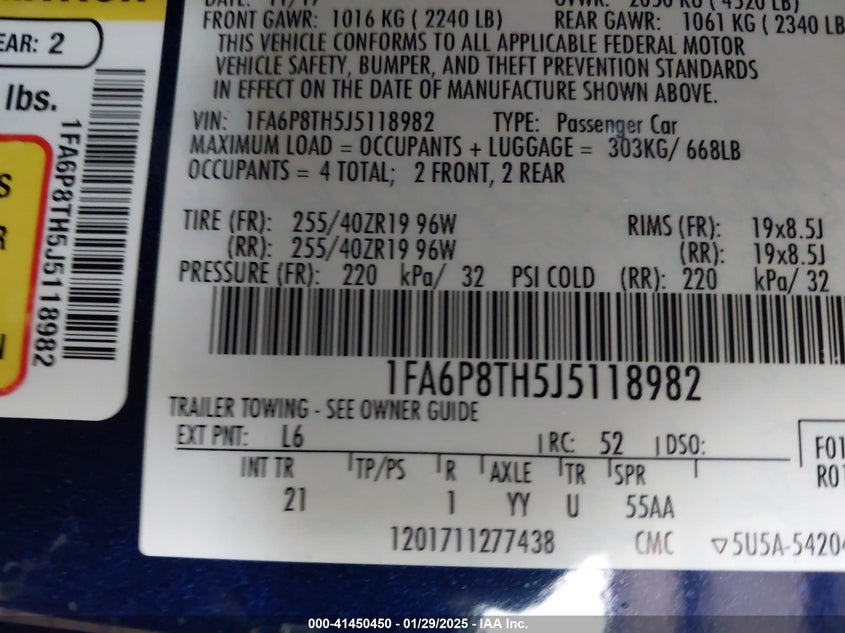 EAR: 2
lbs.
1FA6P8TH5J5118982
FRONT GAWR: 1016 KG ( 2240 LB) REAR GAWR: 1061 KG ( 2340 LB
THIS VEHICLE CONFORMS TO ALL APPLICABLE FEDERAL MOTOR
VEHICLE SAFETY, BUMPER, AND THEFT PREVENTION STANDARDS
IN EFFECT ON THE DATE OF MANUFACTURE SHOWN ABOVE.
VIN: 1FA6P8TH5J5118982 TYPE: Passenger Car
MAXIMUM LOAD = OCCUPANTS + LUGGAGE = 303KG/ 668LB
OCCUPANTS = 4 TOTAL; 2 FRONT, 2 REAR
TIRE (FR): 255/40ZR19 96W RIMS (FR): 19x8.5J
(RR): 255/40ZR19 96W (RR): 19x8.5J
PRESSURE (FR): 220 kPa/ 32 PSI COLD (RR): 220 kPa/ 32
1FA6P8TH5J5118982
TRAILER TOWING - SEE OWNER GUIDE
EXT PNT: L6 RC: 52 DSO:
INT TR TP/PS R AXLE TR SPR
21 1 YY U 55AA
F01
R01
1201711277438 CMC ▽5U5A-54204
000-41450450 - 01/29/2025 - IAA Inc.